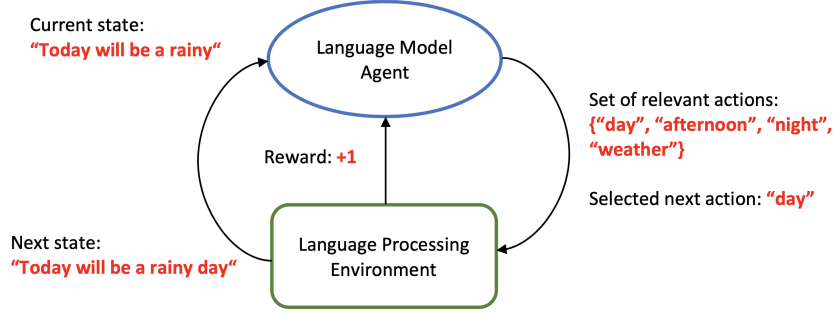 Current state:
“Today will be a rainy“
Language Model
Agent
Set of relevant actions:
{“day”, “afternoon”, “night”,
“weather”}
Reward: +1
Selected next action: “day”
Next state:
“Today will be a rainy day“
Language Processing
Environment